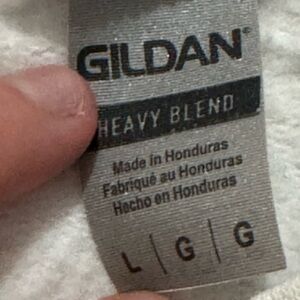 GILDAN®
HEAVY BLEND
Made in Honduras
Fabriqué au Honduras
Hecho en Honduras
L | G | G